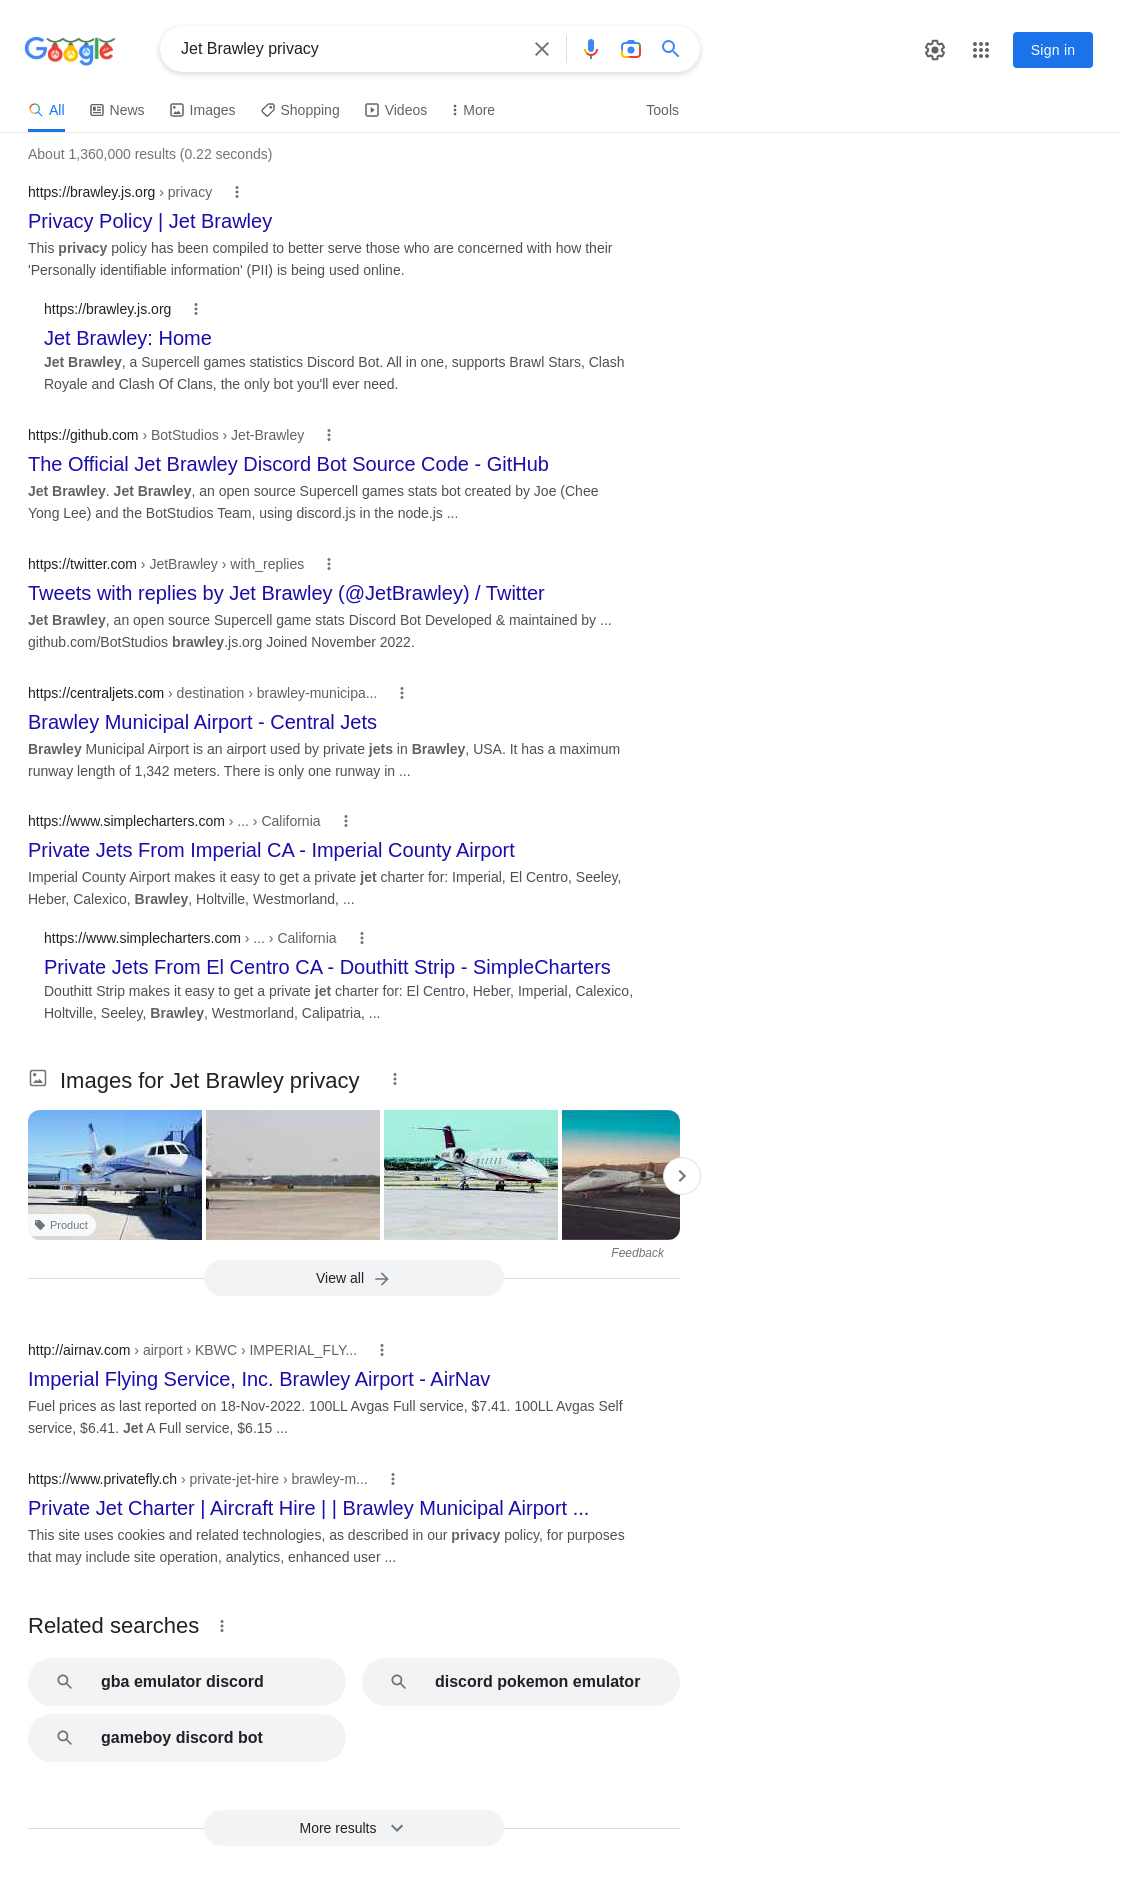 Google
Jet Brawley privacy
Sign in
All
News
Images
Shopping
Videos
More
Tools
About 1,360,000 results (0.22 seconds)
https://brawley.js.org › privacy
Privacy Policy | Jet Brawley
This privacy policy has been compiled to better serve those who are concerned with how their
'Personally identifiable information' (PII) is being used online.
https://brawley.js.org
Jet Brawley: Home
Jet Brawley, a Supercell games statistics Discord Bot. All in one, supports Brawl Stars, Clash
Royale and Clash Of Clans, the only bot you'll ever need.
https://github.com › BotStudios › Jet-Brawley
The Official Jet Brawley Discord Bot Source Code - GitHub
Jet Brawley. Jet Brawley, an open source Supercell games stats bot created by Joe (Chee
Yong Lee) and the BotStudios Team, using discord.js in the node.js ...
https://twitter.com › JetBrawley › with_replies
Tweets with replies by Jet Brawley (@JetBrawley) / Twitter
Jet Brawley, an open source Supercell game stats Discord Bot Developed & maintained by ...
github.com/BotStudios brawley.js.org Joined November 2022.
https://centraljets.com › destination › brawley-municipa...
Brawley Municipal Airport - Central Jets
Brawley Municipal Airport is an airport used by private jets in Brawley, USA. It has a maximum
runway length of 1,342 meters. There is only one runway in ...
https://www.simplecharters.com › ... › California
Private Jets From Imperial CA - Imperial County Airport
Imperial County Airport makes it easy to get a private jet charter for: Imperial, El Centro, Seeley,
Heber, Calexico, Brawley, Holtville, Westmorland, ...
https://www.simplecharters.com › ... › California
Private Jets From El Centro CA - Douthitt Strip - SimpleCharters
Douthitt Strip makes it easy to get a private jet charter for: El Centro, Heber, Imperial, Calexico,
Holtville, Seeley, Brawley, Westmorland, Calipatria, ...
Images for Jet Brawley privacy
Product
Feedback
View all
http://airnav.com › airport › KBWC › IMPERIAL_FLY...
Imperial Flying Service, Inc. Brawley Airport - AirNav
Fuel prices as last reported on 18-Nov-2022. 100LL Avgas Full service, $7.41. 100LL Avgas Self
service, $6.41. Jet A Full service, $6.15 ...
https://www.privatefly.ch › private-jet-hire › brawley-m...
Private Jet Charter | Aircraft Hire | | Brawley Municipal Airport ...
This site uses cookies and related technologies, as described in our privacy policy, for purposes
that may include site operation, analytics, enhanced user ...
Related searches
gba emulator discord
discord pokemon emulator
gameboy discord bot
More results